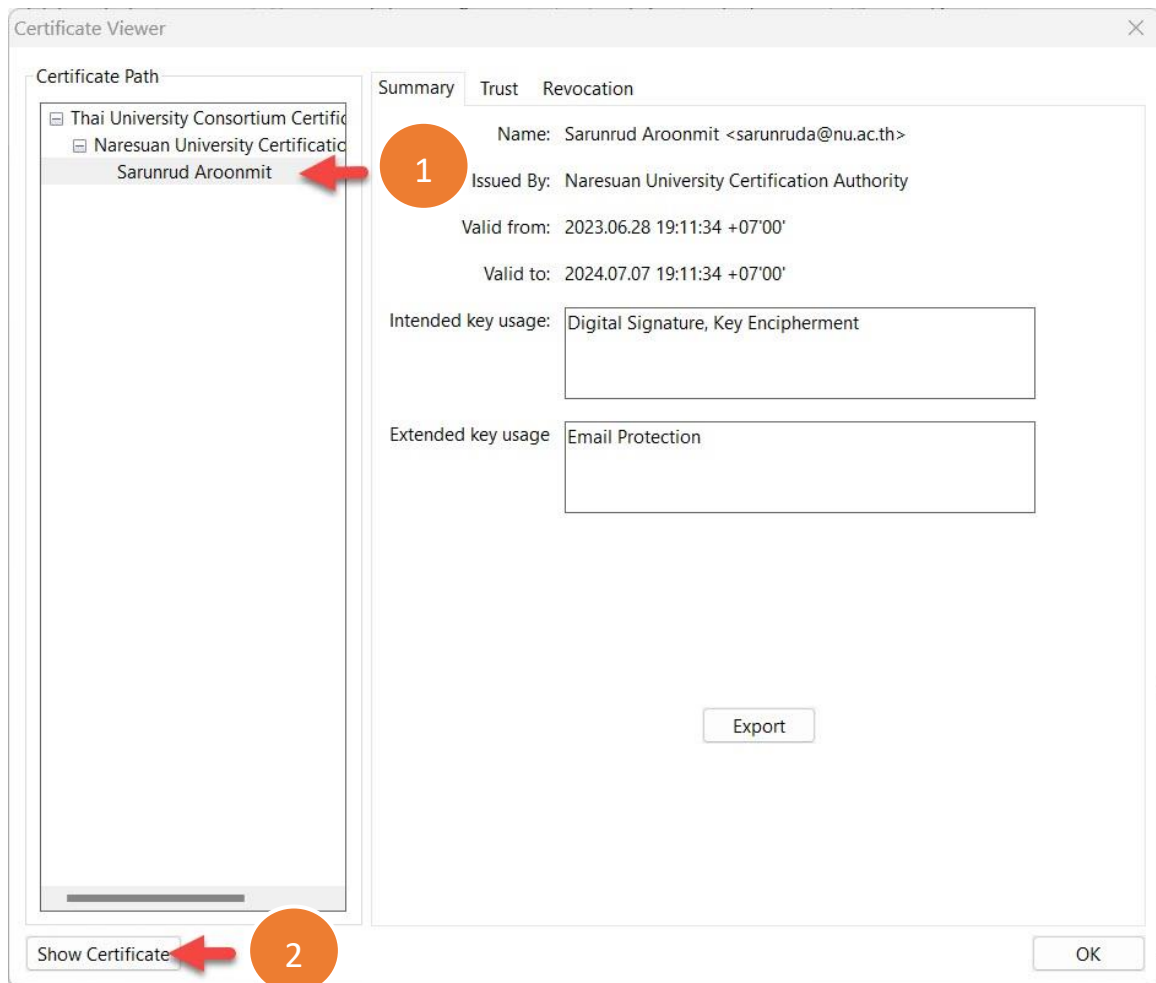 Certificate Viewer
Certificate Path
Thai University Consortium Certific
Naresuan University Certificatio
Sarunrud Aroonmit
1
Summary Trust Revocation
Name: Sarunrud Aroonmit <sarunruda@nu.ac.th>
Issued By: Naresuan University Certification Authority
Valid from: 2023.06.28 19:11:34 +07'00'
Valid to: 2024.07.07 19:11:34 +07'00'
Intended key usage: Digital Signature, Key Encipherment
Extended key usage Email Protection
Export
Show Certificate
2
OK